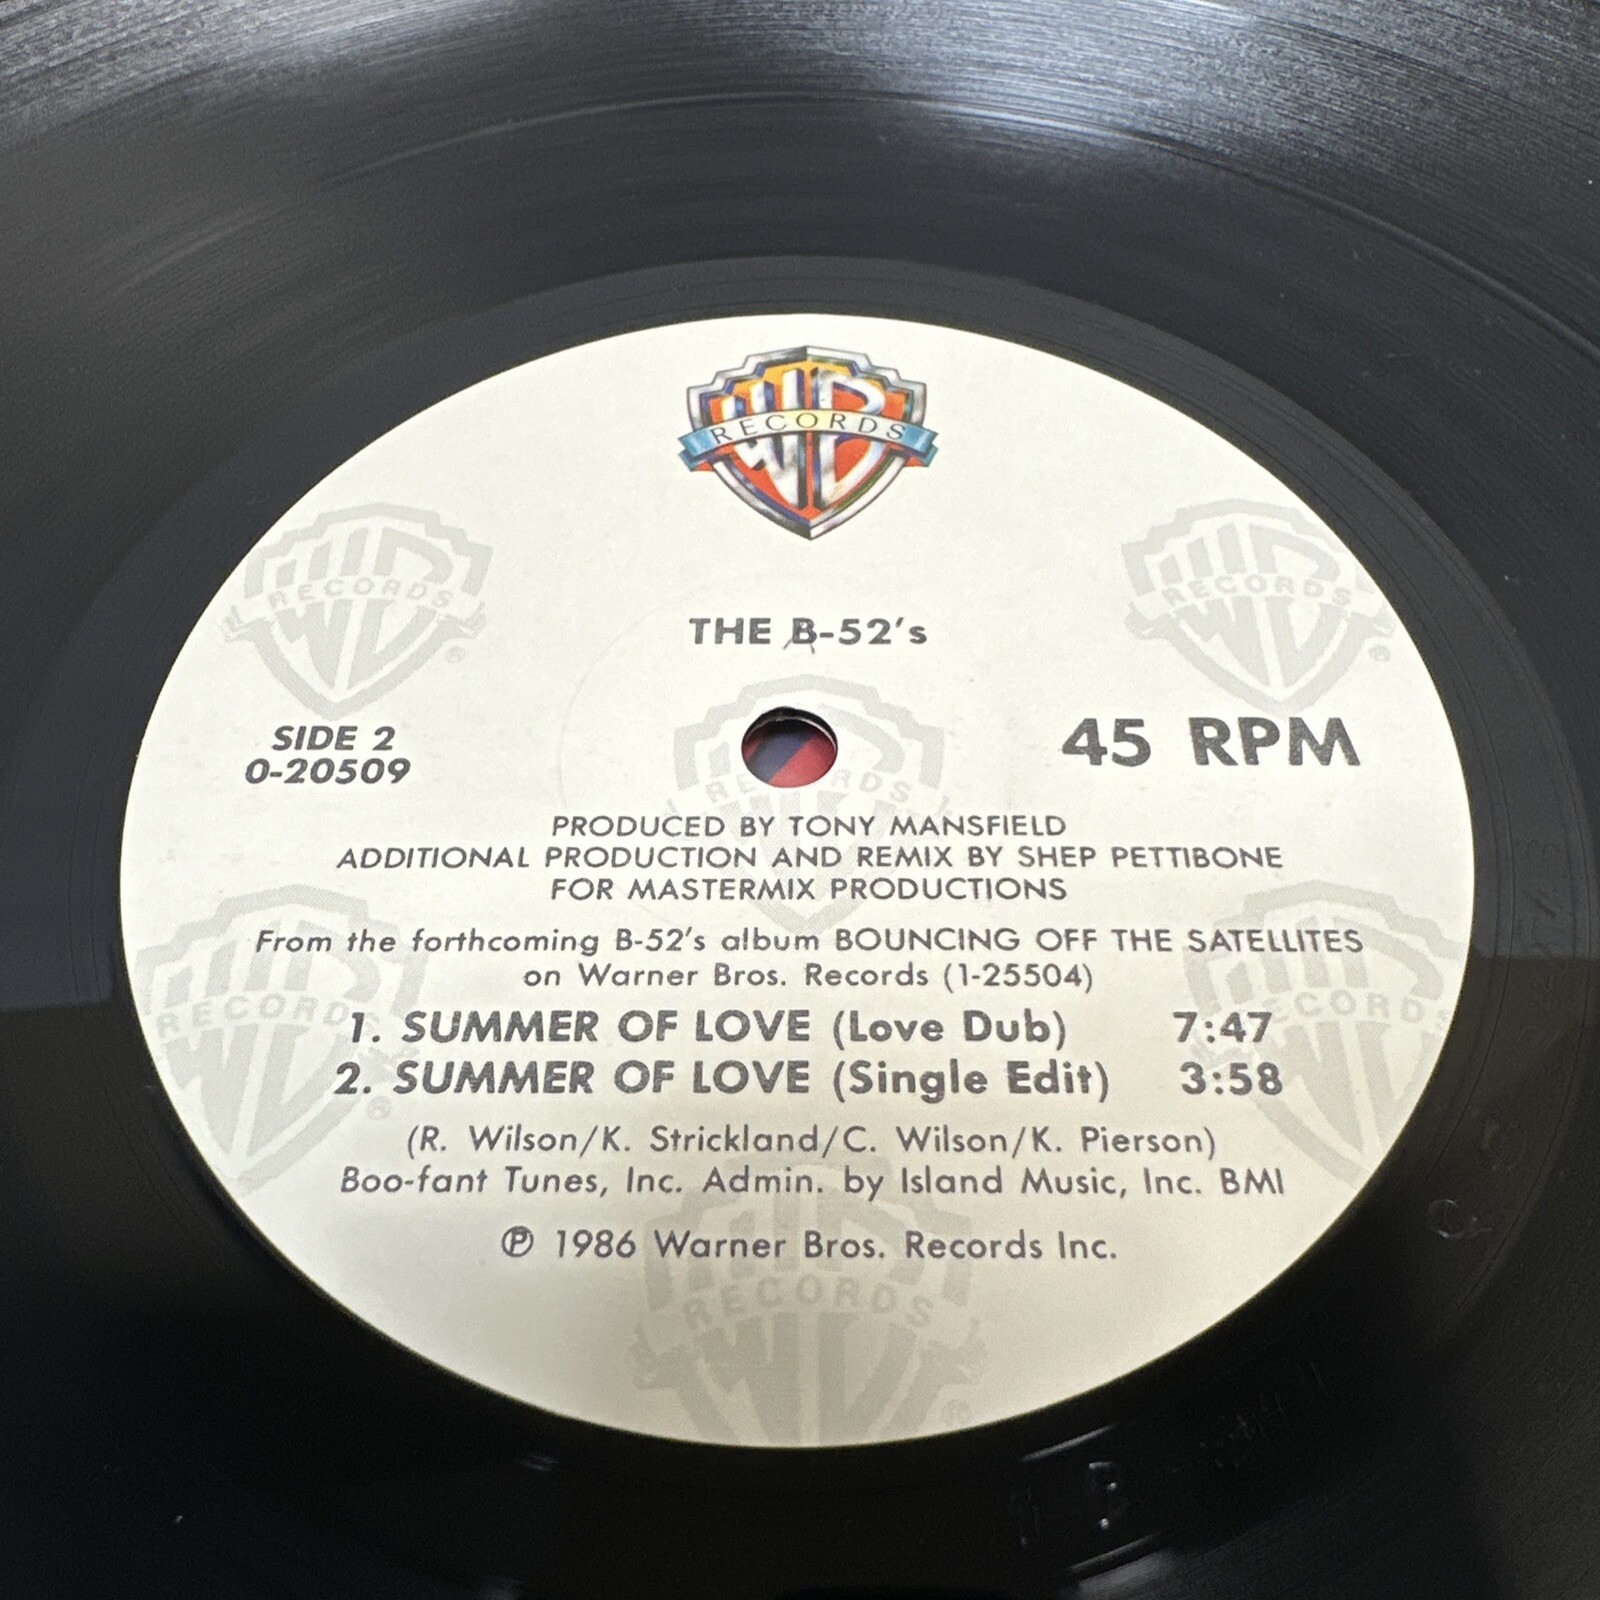 WB
RECORDS
THE B-52's
SIDE 2
0-20509
45 RPM
PRODUCED BY TONY MANSFIELD
ADDITIONAL PRODUCTION AND REMIX BY SHEP PETTIBONE
FOR MASTERMIX PRODUCTIONS
From the forthcoming B-52's album BOUNCING OFF THE SATELLITES
on Warner Bros. Records (1-25504)
1. SUMMER OF LOVE (Love Dub) 7:47
2. SUMMER OF LOVE (Single Edit) 3:58
(R. Wilson/K. Strickland/C. Wilson/K. Pierson)
Boo-fant Tunes, Inc. Admin. by Island Music, Inc. BMI
℗ 1986 Warner Bros. Records Inc.